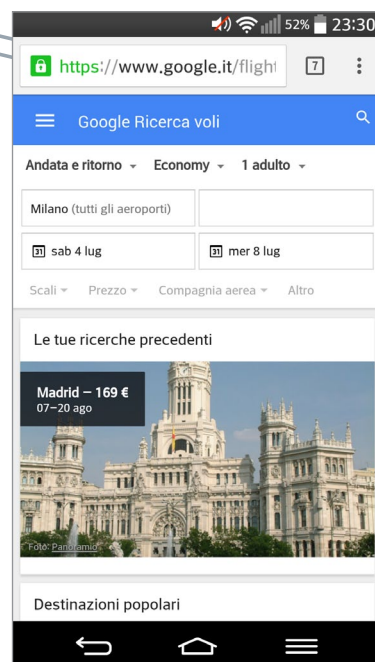 52% 23:30
https://www.google.it/flight 7
Google Ricerca voli
Andata e ritorno Economy 1 adulto
Milano (tutti gli aeroporti)
31 sab 4 lug 31 mer 8 lug
Scali Prezzo Compagnia aerea Altro
Le tue ricerche precedenti
Madrid – 169 €
07–20 ago
Foto: Panoramio
Destinazioni popolari